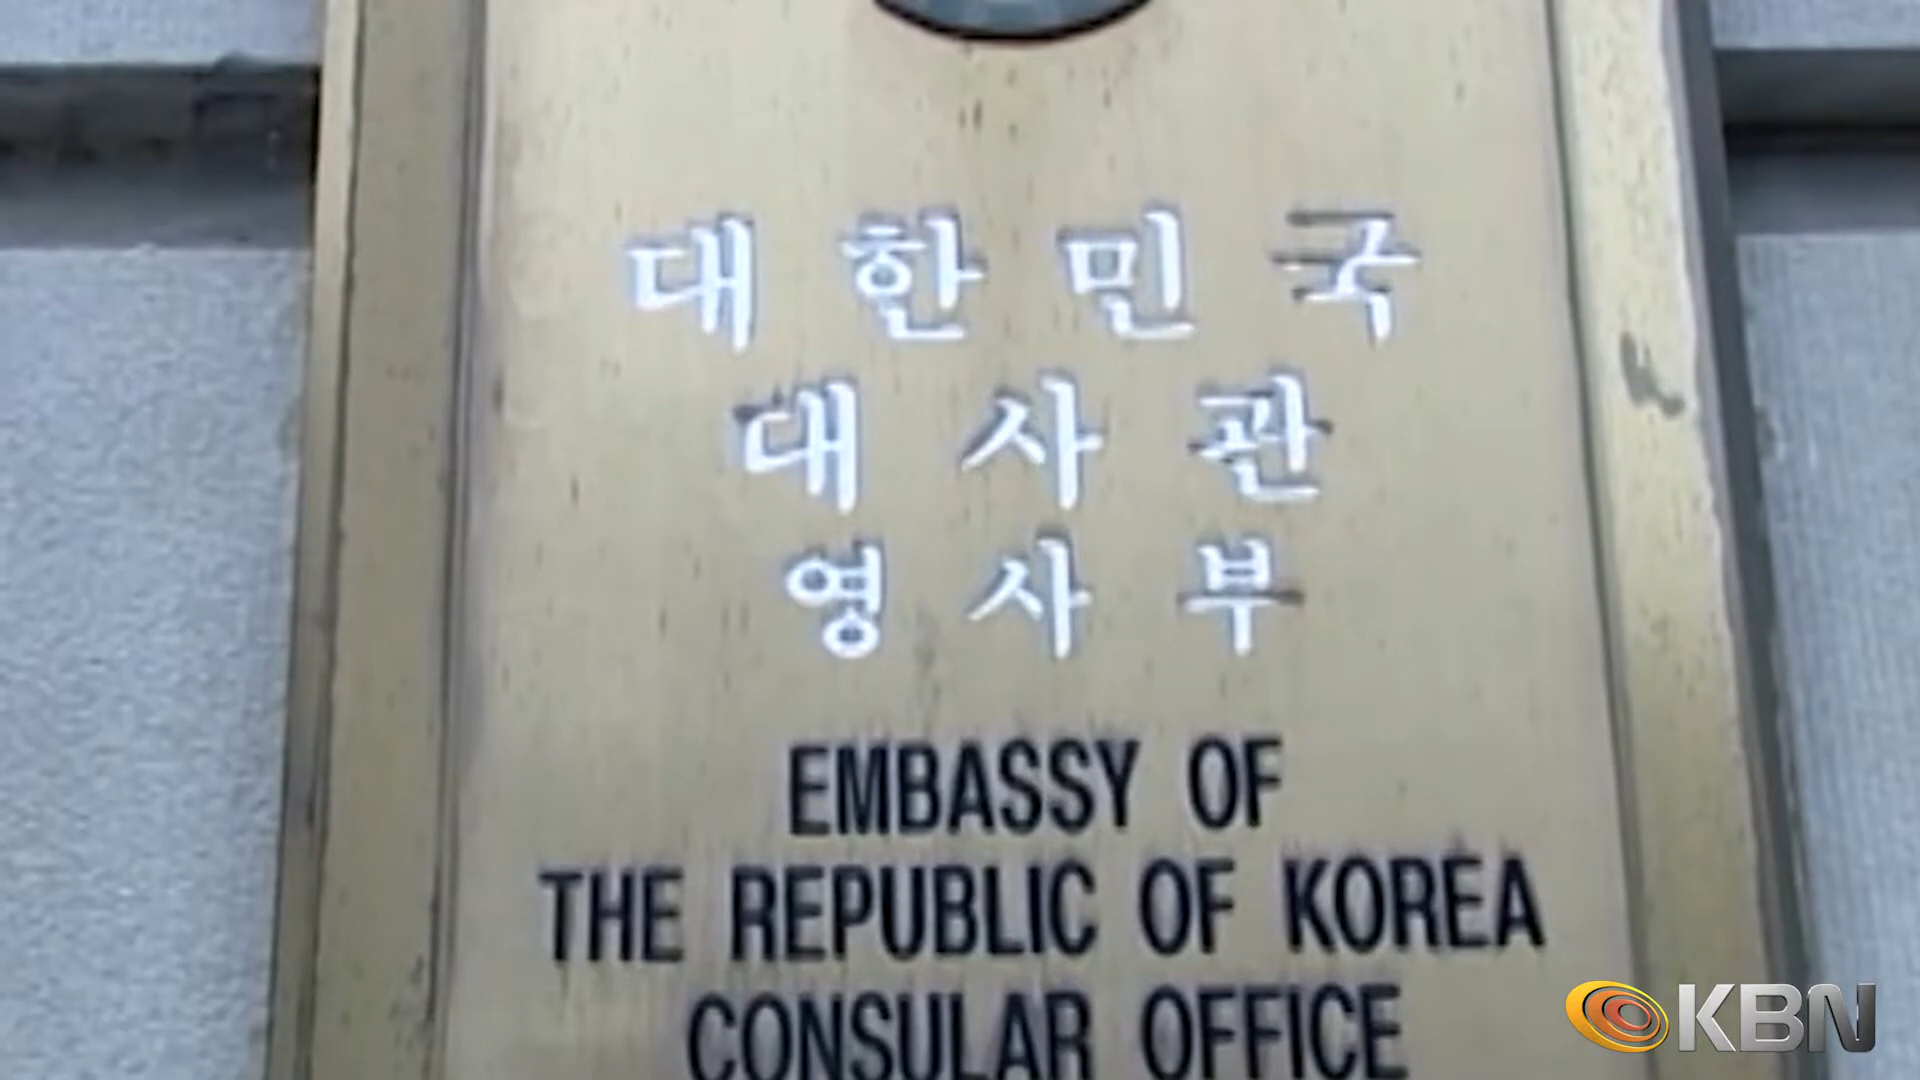 대한민국
대사관
영사부
EMBASSY OF
THE REPUBLIC OF KOREA
CONSULAR OFFICE
KBN